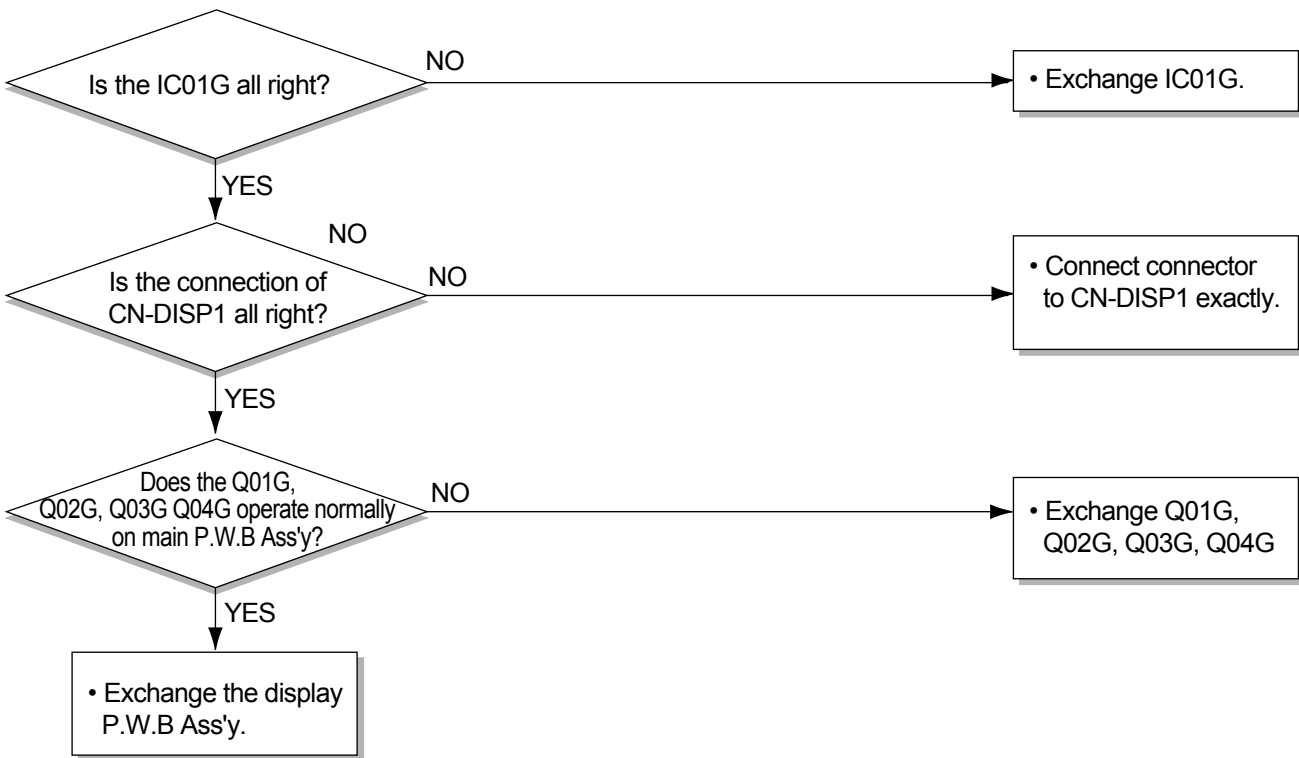 Is the IC01G all right?
NO
• Exchange IC01G.
YES
NO
Is the connection of
CN-DISP1 all right?
NO
• Connect connector
to CN-DISP1 exactly.
YES
Does the Q01G,
Q02G, Q03G Q04G operate normally
on main P.W.B Ass'y?
NO
• Exchange Q01G,
Q02G, Q03G, Q04G
YES
• Exchange the display
P.W.B Ass'y.